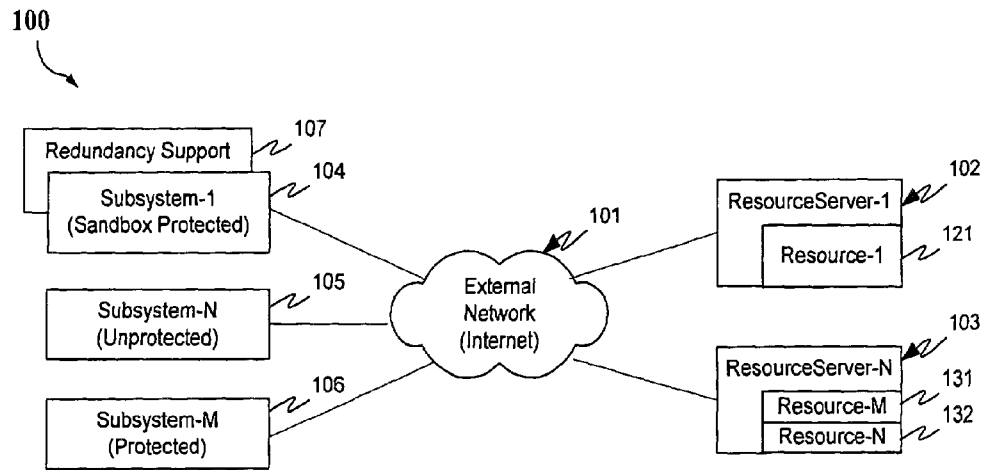 100
Redundancy Support
107
Subsystem-1
(Sandbox Protected)
104
Subsystem-N
(Unprotected)
105
Subsystem-M
(Protected)
106
External
Network
(Internet)
101
ResourceServer-1
102
Resource-1
121
ResourceServer-N
103
Resource-M
131
Resource-N
132